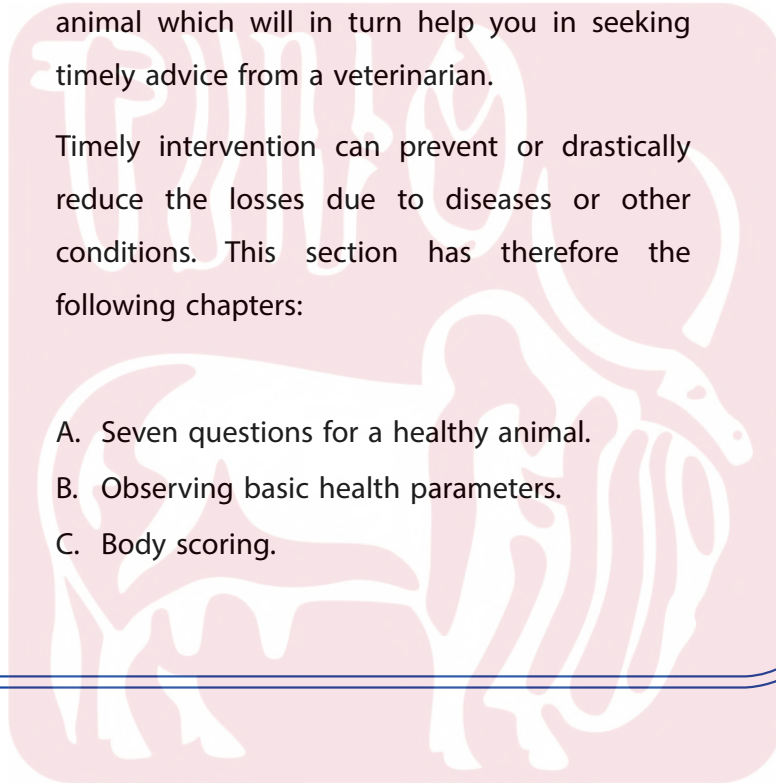 animal which will in turn help you in seeking
timely advice from a veterinarian.
Timely intervention can prevent or drastically
reduce the losses due to diseases or other
conditions. This section has therefore the
following chapters:
A. Seven questions for a healthy animal.
B. Observing basic health parameters.
C. Body scoring.